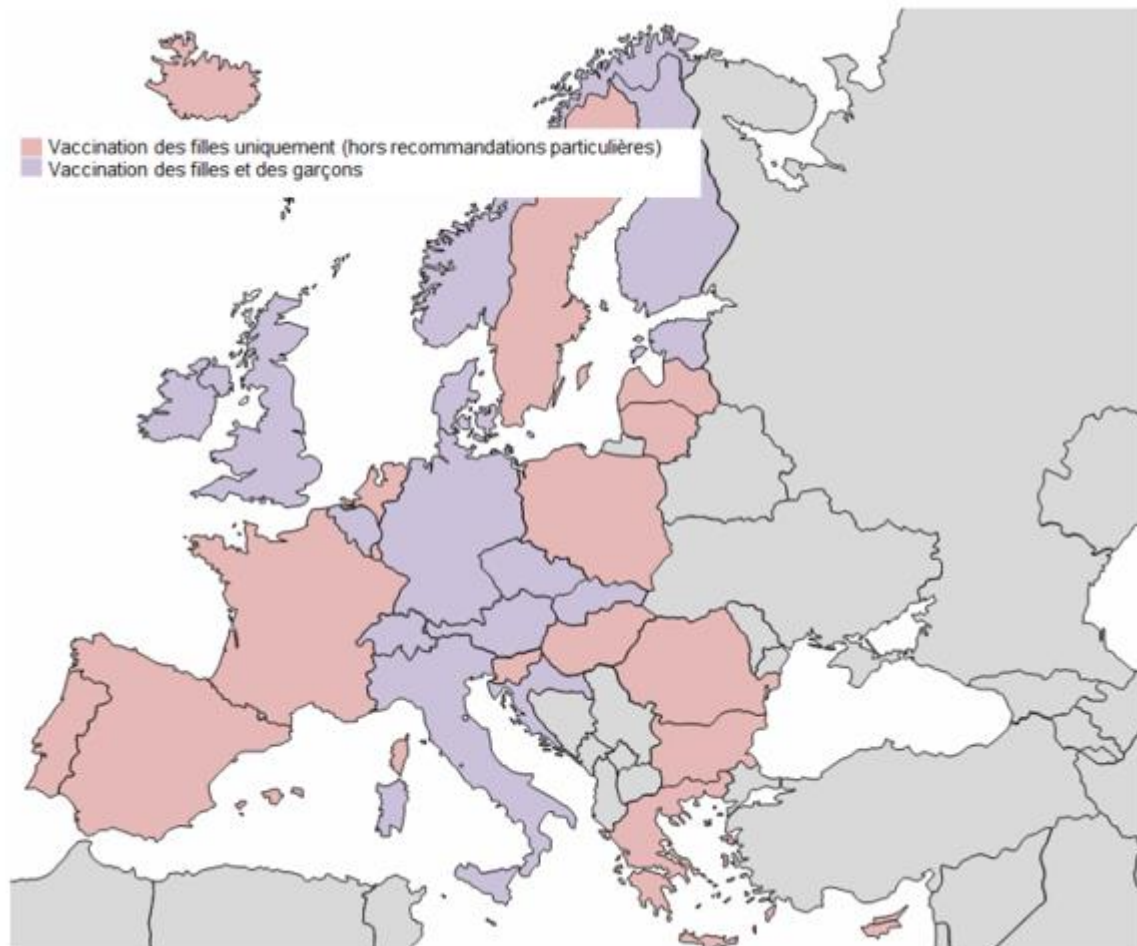 Vaccination des filles uniquement (hors recommandations particulières)
Vaccination des filles et des garçons